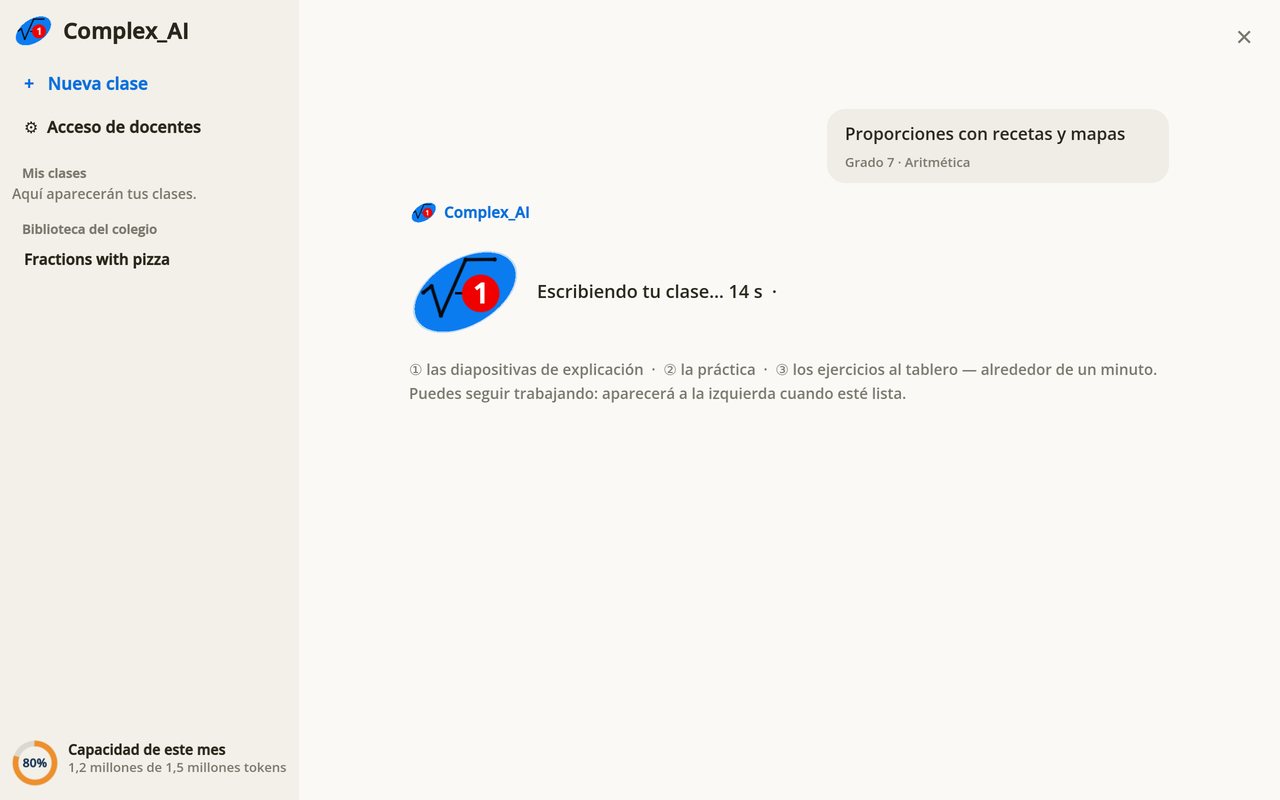 Complex_AI
+ Nueva clase
⚙ Acceso de docentes
Mis clases
Aquí aparecerán tus clases.
Biblioteca del colegio
Fractions with pizza
80%
Capacidad de este mes
1,2 millones de 1,5 millones tokens
×
Proporciones con recetas y mapas
Grado 7 · Aritmética
Complex_AI
1
Escribiendo tu clase... 14 s ·
① las diapositivas de explicación · ② la práctica · ③ los ejercicios al tablero — alrededor de un minuto.
Puedes seguir trabajando: aparecerá a la izquierda cuando esté lista.